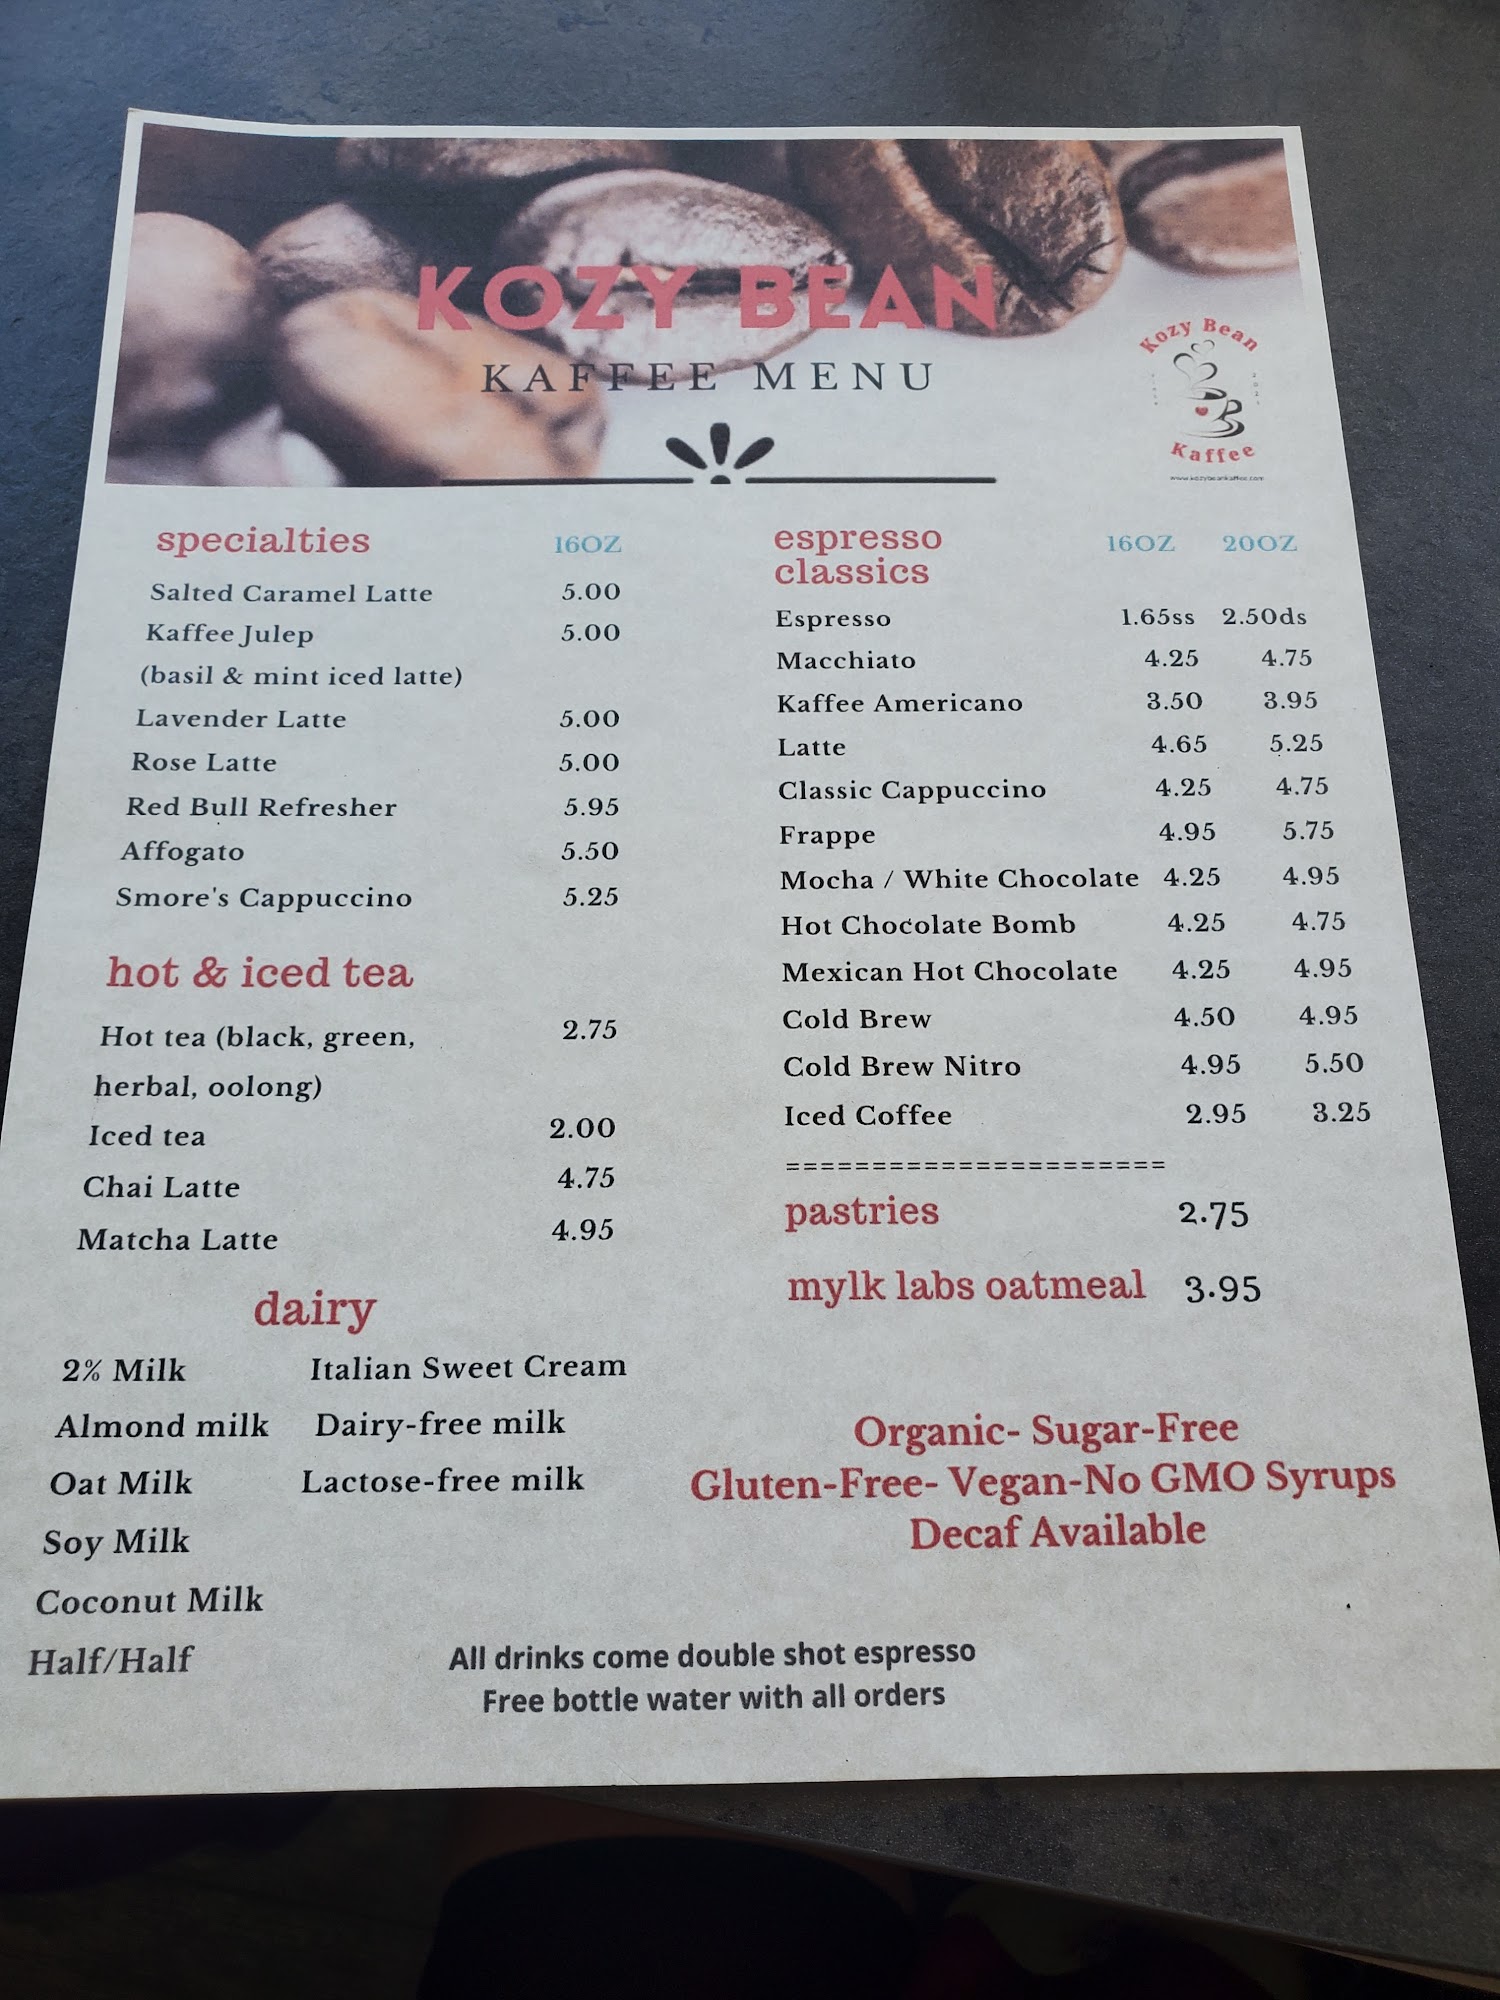 KOZY BEAN
KAFFEE MENU
Kozy Bean
Kaffee
www.kozybeankaffee.com
specialties 16OZ
Salted Caramel Latte 5.00
Kaffee Julep 5.00
(basil & mint iced latte)
Lavender Latte 5.00
Rose Latte 5.00
Red Bull Refresher 5.95
Affogato 5.50
Smore's Cappuccino 5.25
hot & iced tea
Hot tea (black, green, 2.75
herbal, oolong)
Iced tea 2.00
Chai Latte 4.75
Matcha Latte 4.95
dairy
2% Milk Italian Sweet Cream
Almond milk Dairy-free milk
Oat Milk Lactose-free milk
Soy Milk
Coconut Milk
Half/Half
espresso 16OZ 20OZ
classics
Espresso 1.65ss 2.50ds
Macchiato 4.25 4.75
Kaffee Americano 3.50 3.95
Latte 4.65 5.25
Classic Cappuccino 4.25 4.75
Frappe 4.95 5.75
Mocha / White Chocolate 4.25 4.95
Hot Chocolate Bomb 4.25 4.75
Mexican Hot Chocolate 4.25 4.95
Cold Brew 4.50 4.95
Cold Brew Nitro 4.95 5.50
Iced Coffee 2.95 3.25
======================
pastries 2.75
mylk labs oatmeal 3.95
Organic- Sugar-Free
Gluten-Free- Vegan-No GMO Syrups
Decaf Available
All drinks come double shot espresso
Free bottle water with all orders